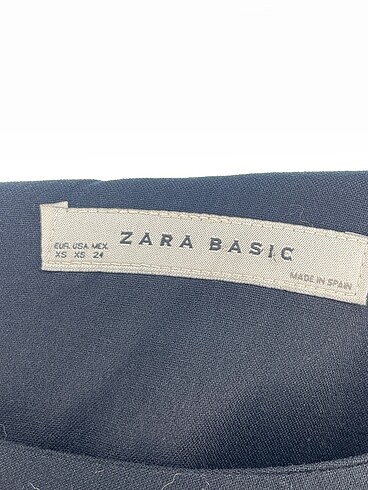 ZARA BASIC
EUR. USA. MEX.
XS XS 24
MADE IN SPAIN